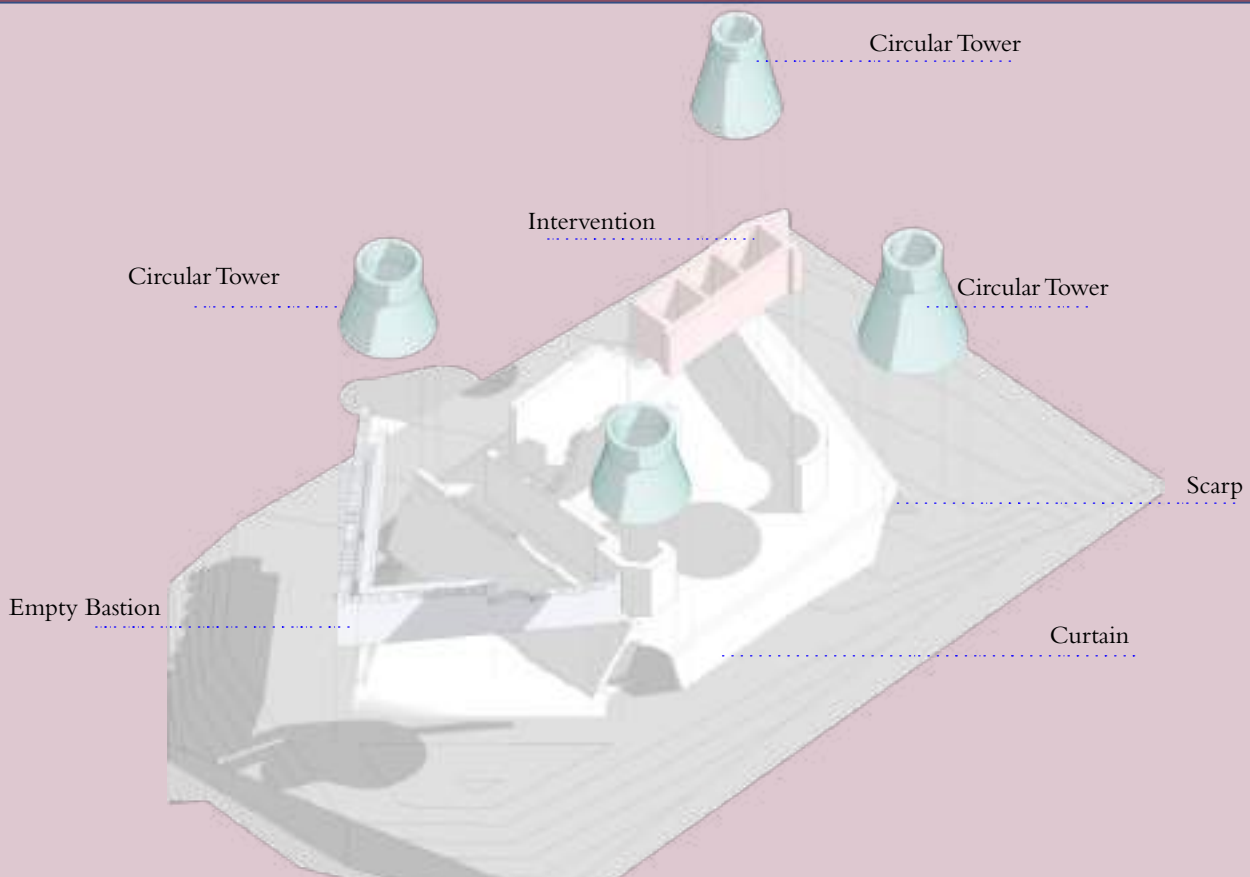 Circular Tower
Intervention
Circular Tower
Circular Tower
Scarp
Empty Bastion
Curtain